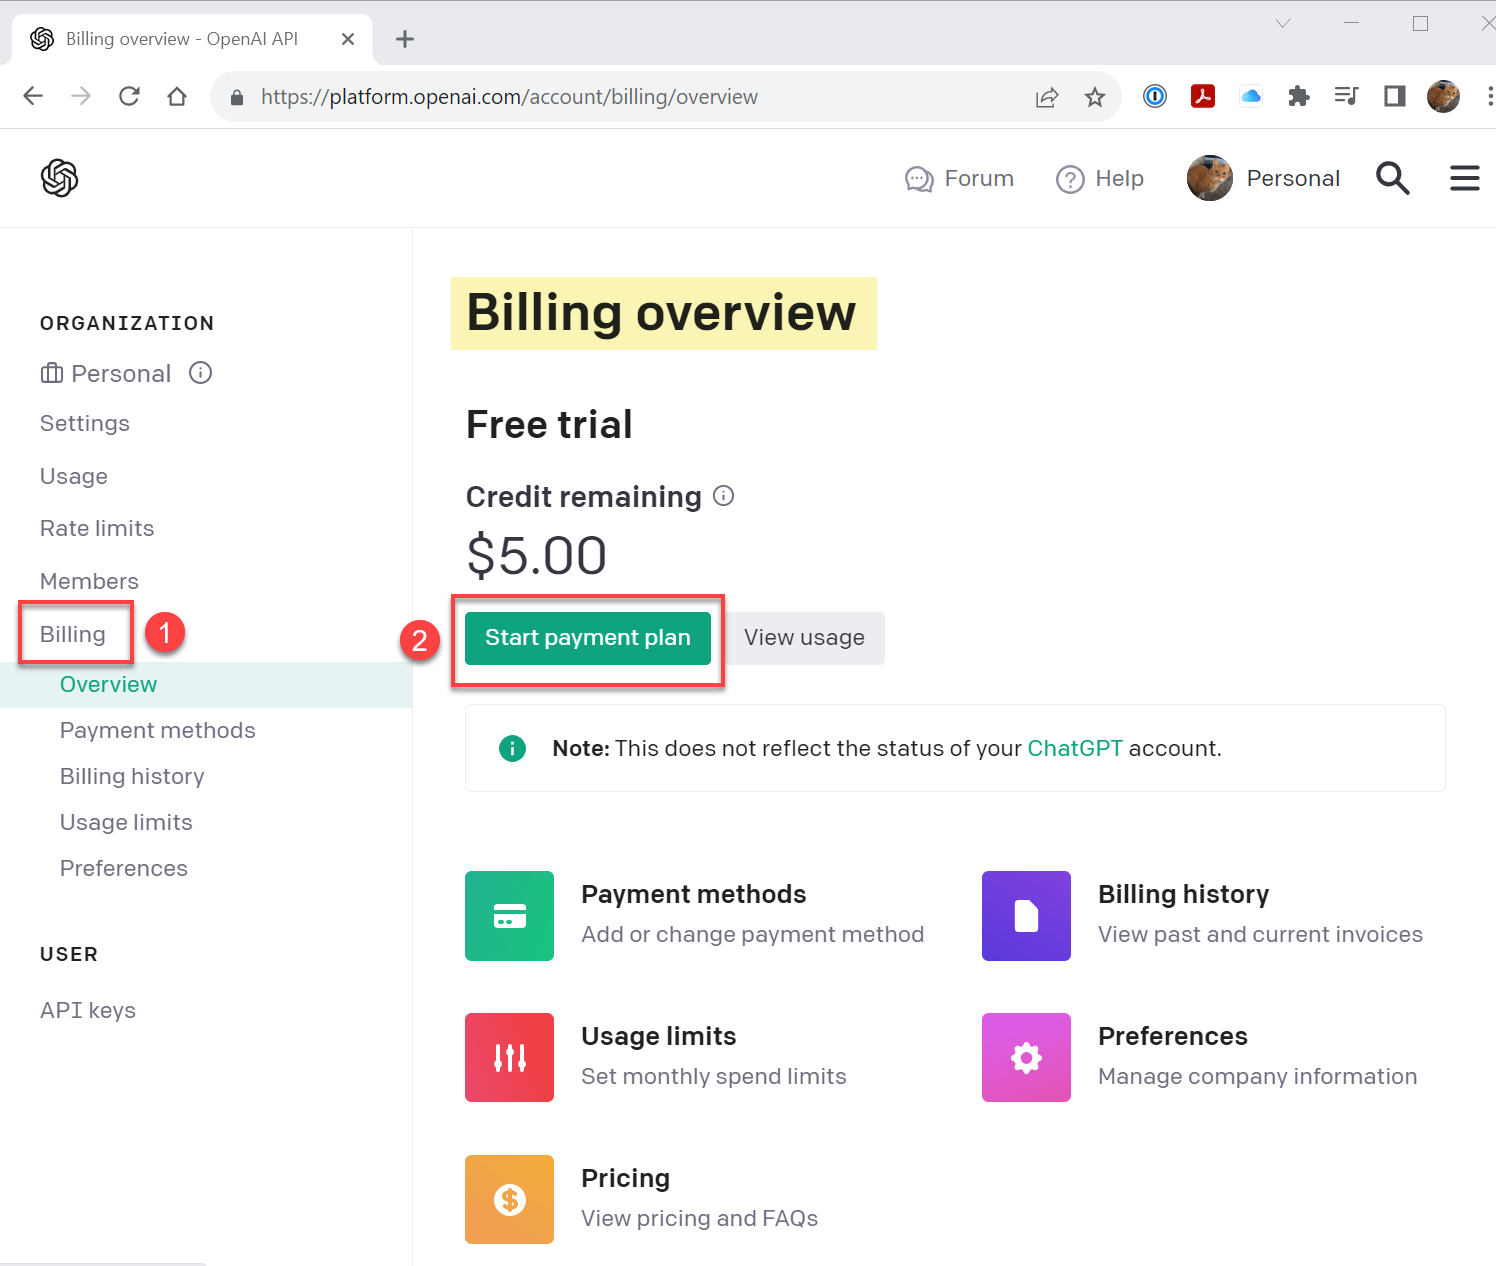 Billing overview - OpenAI API
https://platform.openai.com/account/billing/overview
Forum
Help
Personal
ORGANIZATION
Personal
Settings
Usage
Rate limits
Members
Billing
1
Overview
Payment methods
Billing history
Usage limits
Preferences
USER
API keys
Billing overview
Free trial
Credit remaining
$5.00
2
Start payment plan
View usage
Note: This does not reflect the status of your ChatGPT account.
Payment methods
Add or change payment method
Billing history
View past and current invoices
Usage limits
Set monthly spend limits
Preferences
Manage company information
$
Pricing
View pricing and FAQs